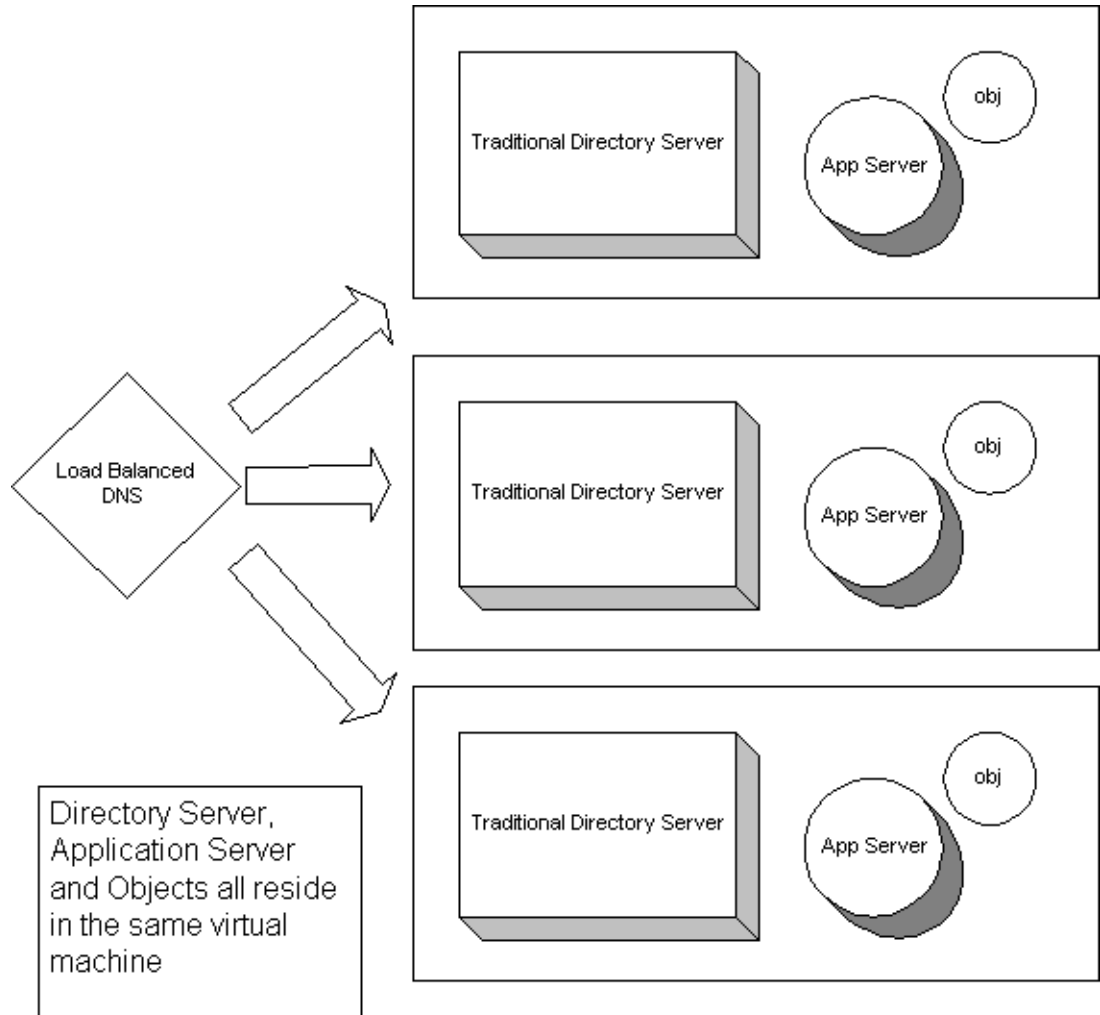 Traditional Directory Server
App Server
obj
Load Balanced
DNS
Traditional Directory Server
App Server
obj
Traditional Directory Server
App Server
obj
Directory Server,
Application Server
and Objects all reside
in the same virtual
machine